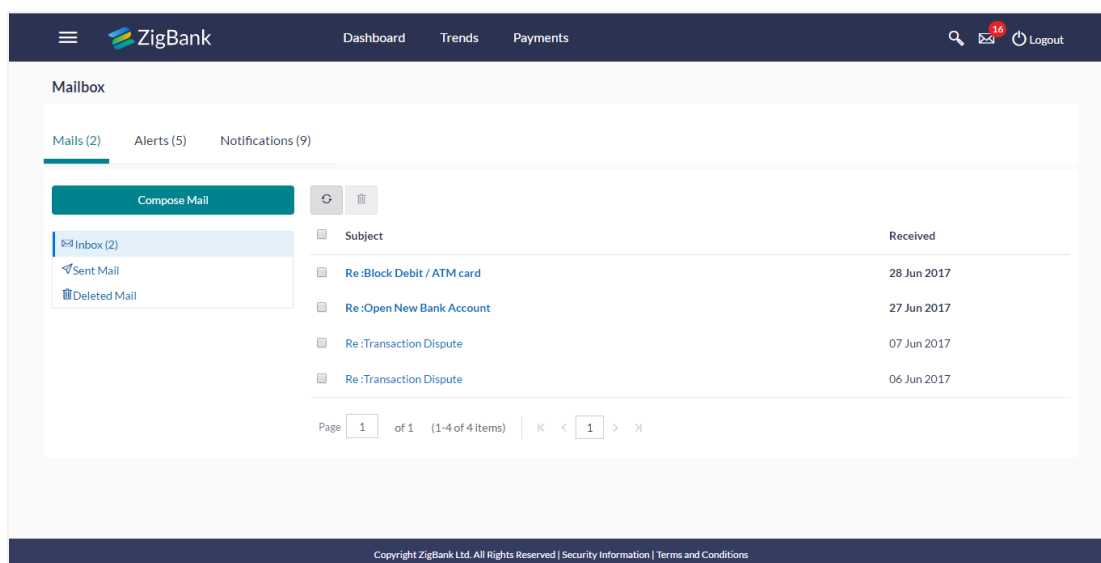 ZigBank Dashboard Trends Payments 16 Logout
Mailbox
Mails (2) Alerts (5) Notifications (9)
Compose Mail
Subject Received
Inbox (2)
Sent Mail
Deleted Mail
Re :Block Debit / ATM card 28 Jun 2017
Re :Open New Bank Account 27 Jun 2017
Re :Transaction Dispute 07 Jun 2017
Re :Transaction Dispute 06 Jun 2017
Page 1 of 1 (1-4 of 4 items) K < 1 > >|
Copyright ZigBank Ltd. All Rights Reserved | Security Information | Terms and Conditions